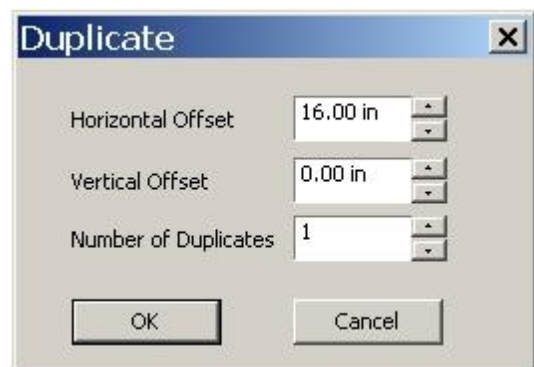 Duplicate
Horizontal Offset 16.00 in
Vertical Offset 0.00 in
Number of Duplicates 1
OK Cancel